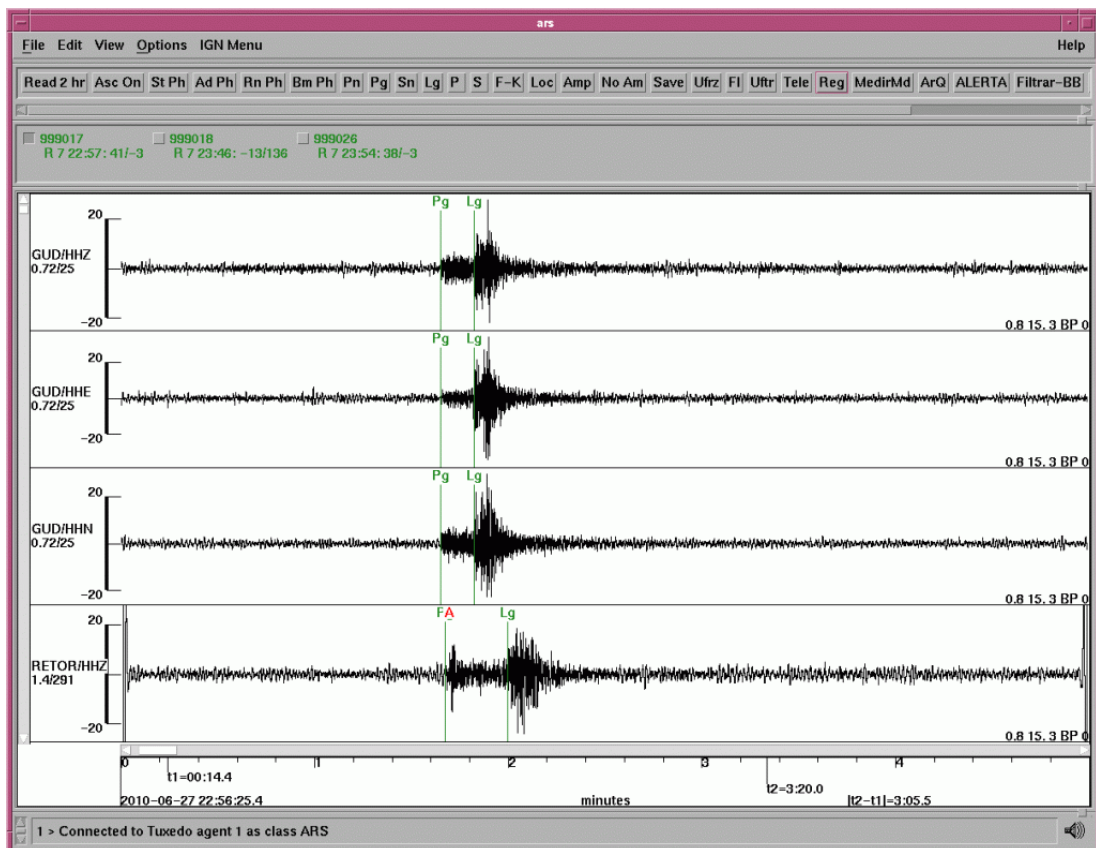 ars
File Edit View Options IGN Menu Help
Read 2 hr Asc On St Ph Ad Ph Rn Ph Bm Ph Pn Pg Sn Lg P S F-K Loc Amp No Am Save Ufrz FI Uftr Tele Reg MedirMd ArQ ALERTA Filtrar-BB
999017 999018 999026
R 7 22:57: 41/-3 R 7 23:46: -13/136 R 7 23:54: 38/-3
Pg Lg
20
GUD/HHZ
0.72/25
-20
0.8 15. 3 BP 0
Pg Lg
20
GUD/HHE
0.72/25
-20
0.8 15. 3 BP 0
Pg Lg
20
GUD/HHN
0.72/25
-20
0.8 15. 3 BP 0
A Lg
20
RETOR/HHZ
1.4/291
-20
0.8 15. 3 BP 0
0 1 2 3 4
t1=00:14.4
t2=3:20.0
2010-06-27 22:56:25.4 minutes |t2-t1|=3:05.5
1 > Connected to Tuxedo agent 1 as class ARS